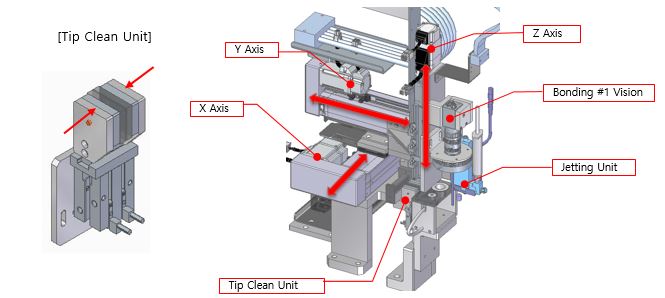 [Tip Clean Unit]
Y Axis
Z Axis
X Axis
Bonding #1 Vision
Jetting Unit
Tip Clean Unit